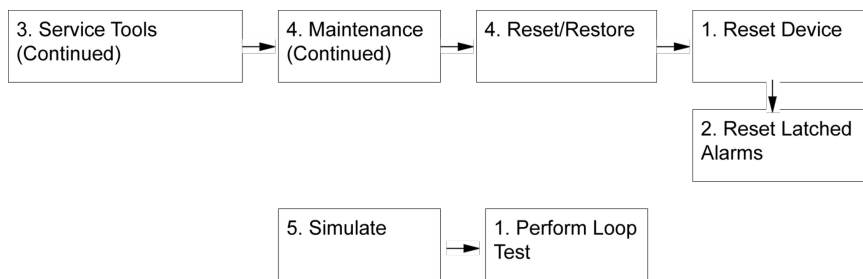 3. Service Tools
(Continued)
4. Maintenance
(Continued)
4. Reset/Restore
1. Reset Device
2. Reset Latched
Alarms
5. Simulate
1. Perform Loop
Test